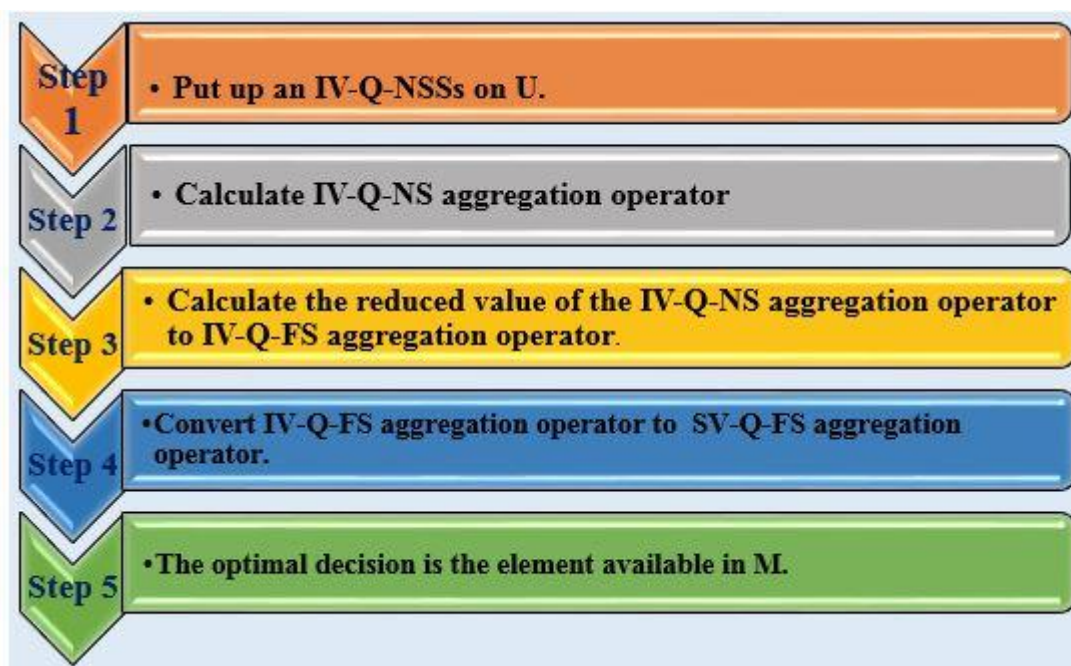 Step
1
• Put up an IV-Q-NSSs on U.
Step 2
• Calculate IV-Q-NS aggregation operator
Step 3
• Calculate the reduced value of the IV-Q-NS aggregation operator
to IV-Q-FS aggregation operator.
Step 4
•Convert IV-Q-FS aggregation operator to SV-Q-FS aggregation
operator.
Step 5
•The optimal decision is the element available in M.